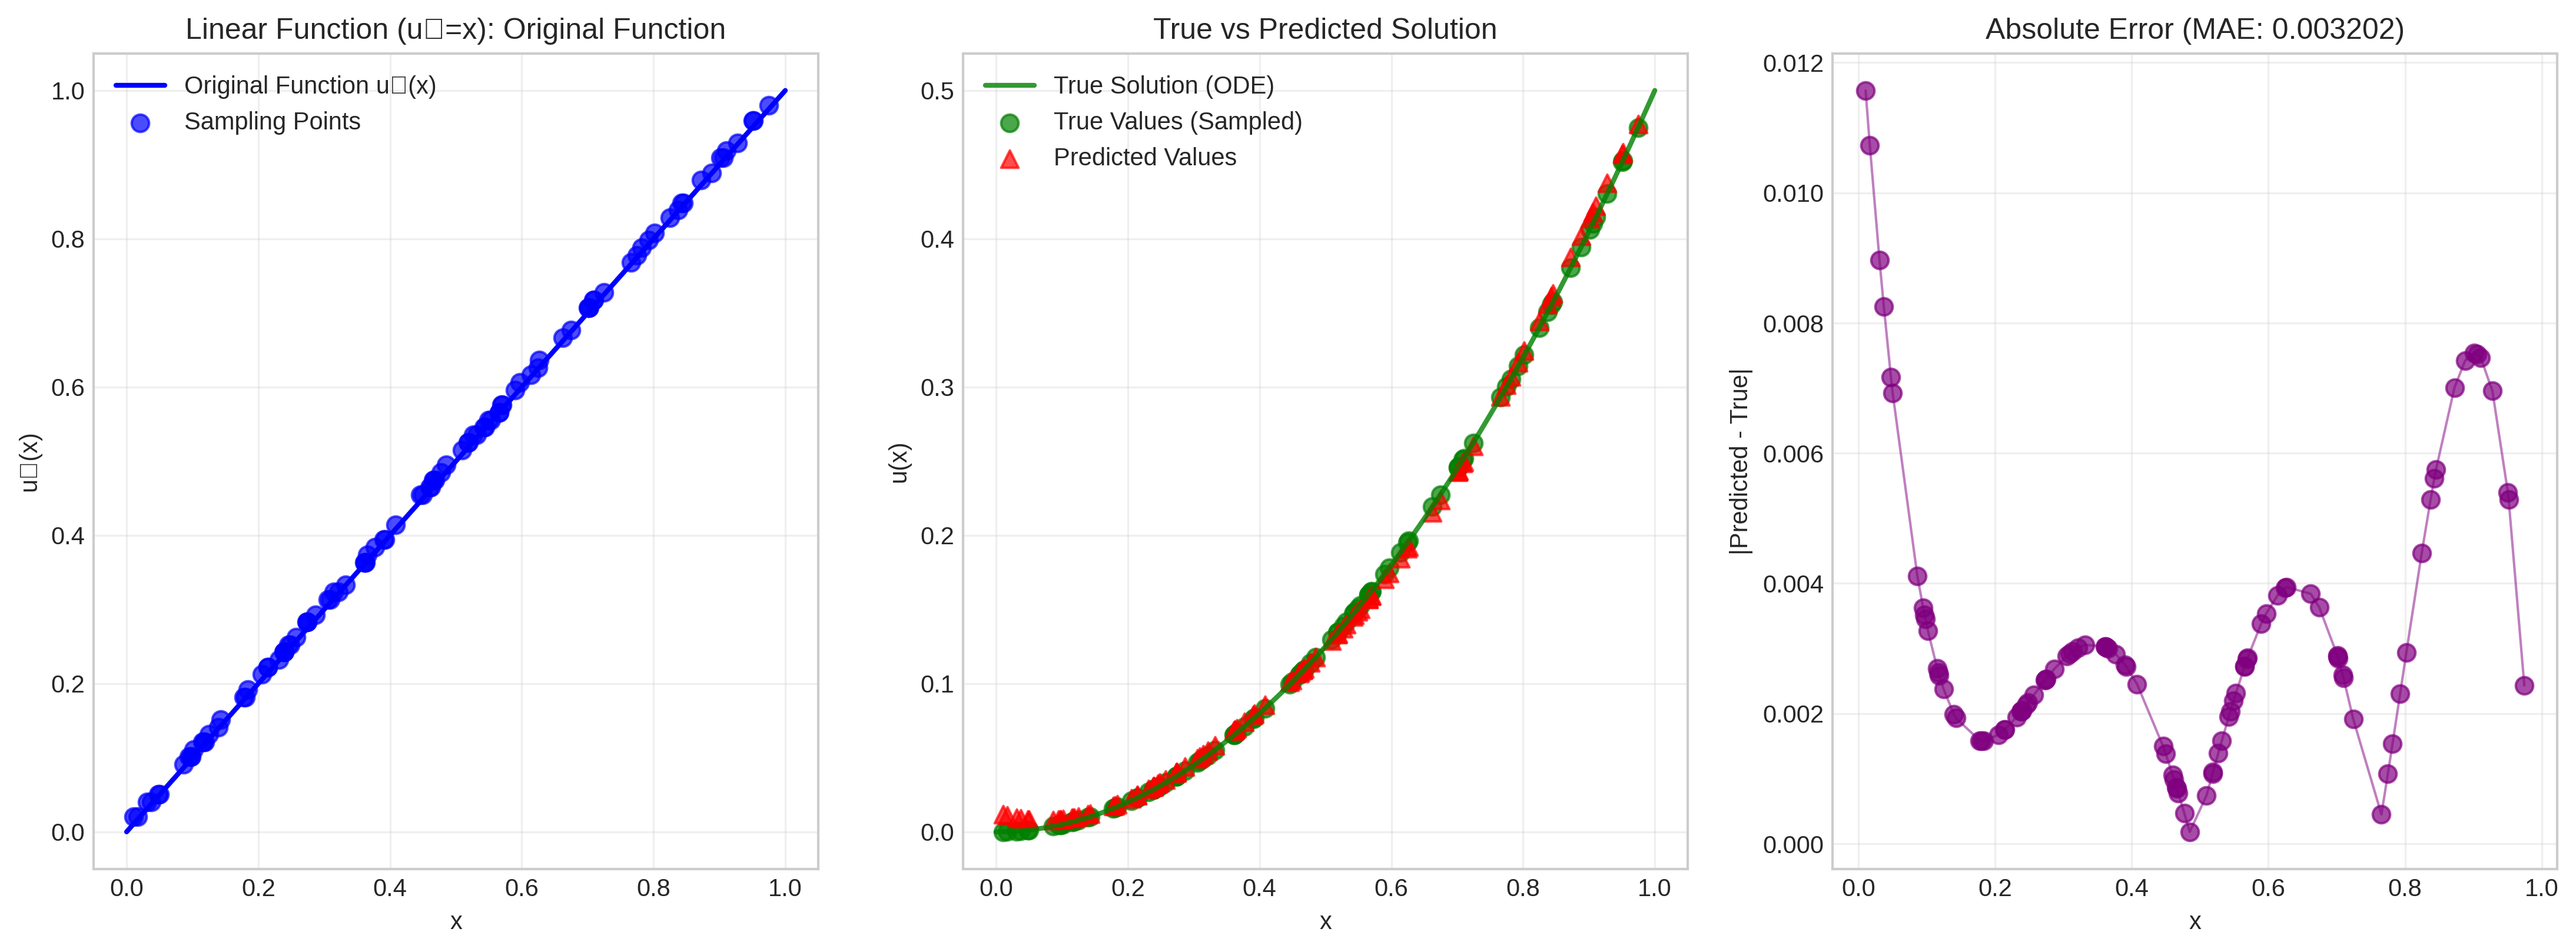 Linear Function (u□=x): Original Function
Original Function u□(x)
Sampling Points
1.0
0.8
0.6
0.4
0.2
0.0
u□(x)
0.0 0.2 0.4 0.6 0.8 1.0
x
True vs Predicted Solution
True Solution (ODE)
True Values (Sampled)
Predicted Values
0.5
0.4
0.3
0.2
0.1
0.0
u(x)
0.0 0.2 0.4 0.6 0.8 1.0
x
Absolute Error (MAE: 0.003202)
0.012
0.010
0.008
0.006
0.004
0.002
0.000
|Predicted - True|
0.0 0.2 0.4 0.6 0.8 1.0
x